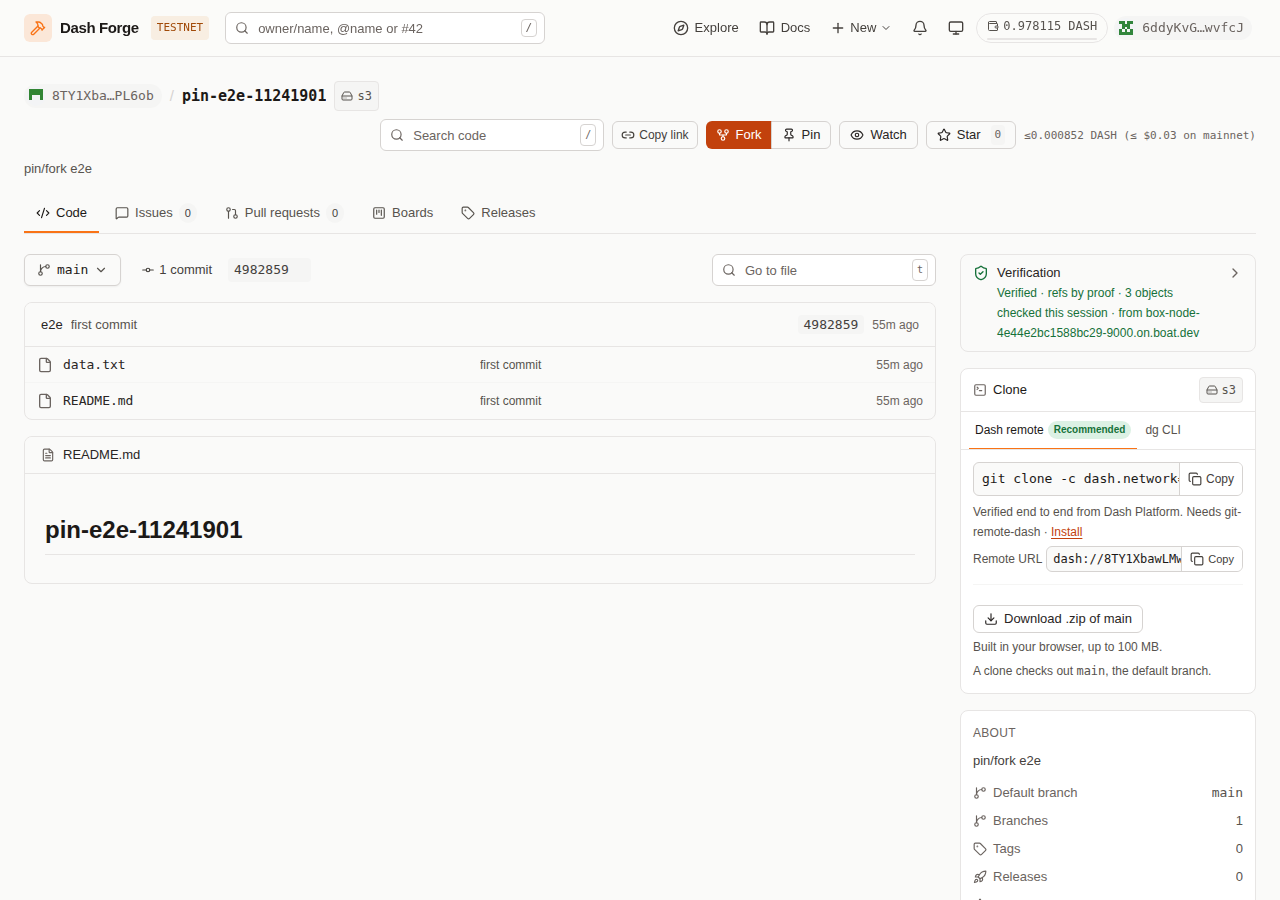 Dash Forge TESTNET owner/name, @name or #42 / Explore Docs New 0.978115 DASH 6ddyKvG…wvfcJ
8TY1Xba…PL6ob / pin-e2e-11241901 s3
Search code / Copy link Fork Pin Watch Star 0 ≤0.000852 DASH (≤ $0.03 on mainnet)
pin/fork e2e
Code Issues 0 Pull requests 0 Boards Releases
main 1 commit 4982859 Go to file t
e2e first commit 4982859 55m ago
data.txt first commit 55m ago
README.md first commit 55m ago
README.md
pin-e2e-11241901
Verification
Verified · refs by proof · 3 objects
checked this session · from box-node-
4e44e2bc1588bc29-9000.on.boat.dev
Clone s3
Dash remote Recommended dg CLI
git clone -c dash.network Copy
Verified end to end from Dash Platform. Needs git-
remote-dash · Install
Remote URL dash://8TY1XbawLMw Copy
Download .zip of main
Built in your browser, up to 100 MB.
A clone checks out main, the default branch.
ABOUT
pin/fork e2e
Default branch main
Branches 1
Tags 0
Releases 0